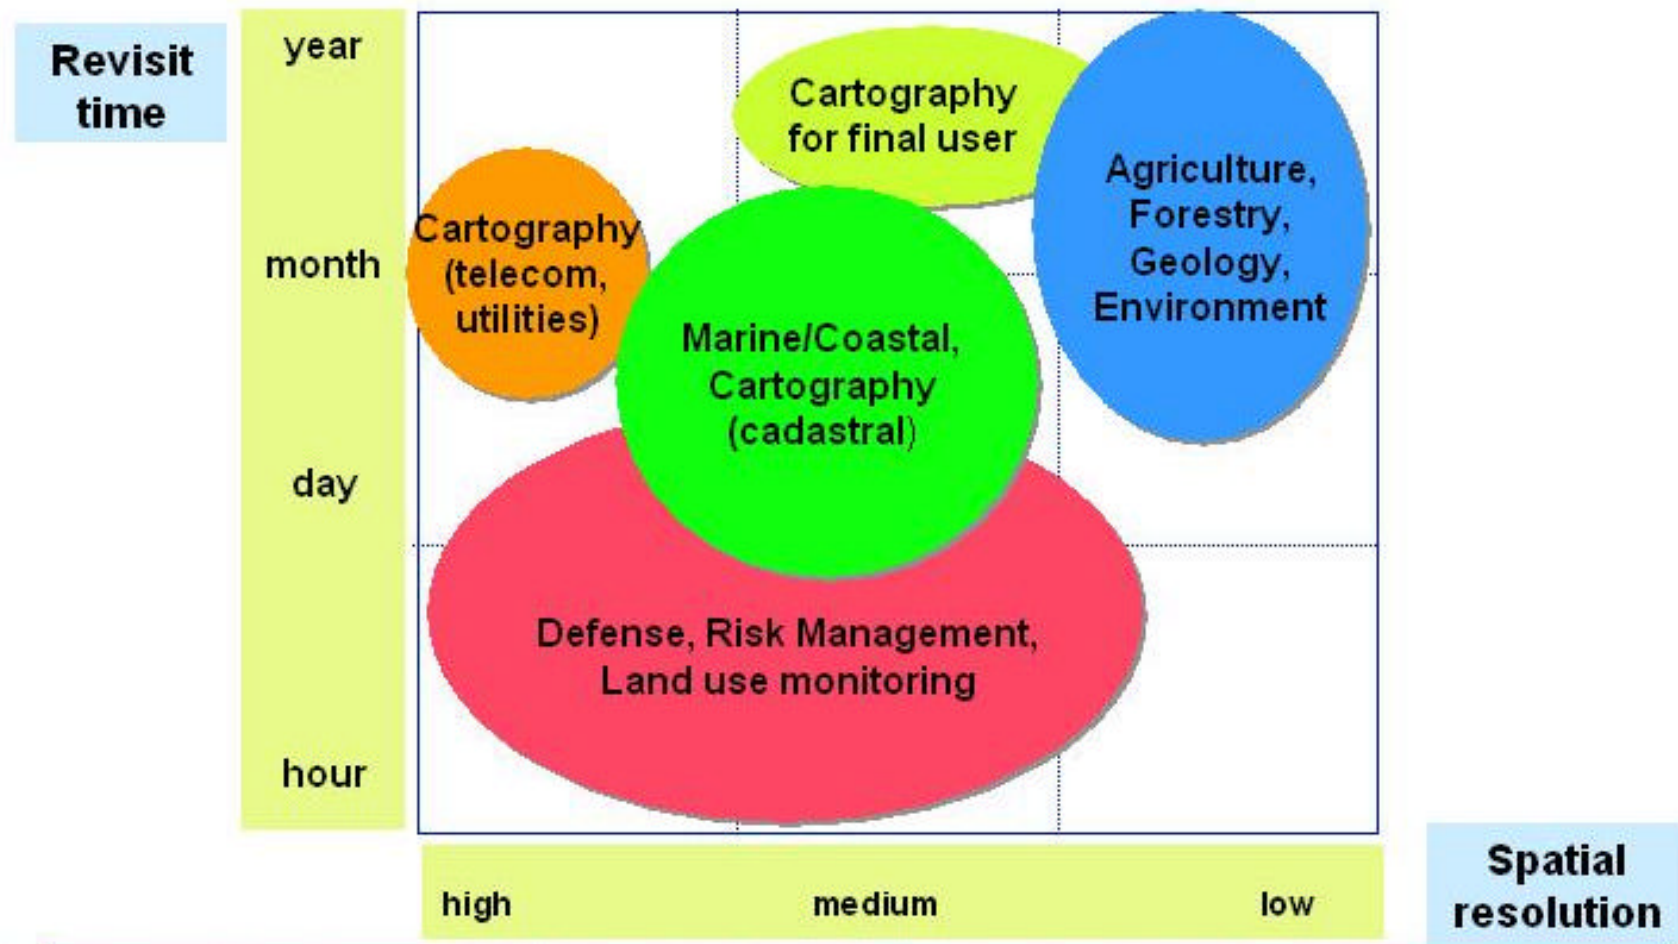 Revisit
time
year
month
day
hour
Cartography
for final user
Agriculture,
Forestry,
Geology,
Environment
Cartography
(telecom,
utilities)
Marine/Coastal,
Cartography
(cadastral)
Defense, Risk Management,
Land use monitoring
high
medium
low
Spatial
resolution